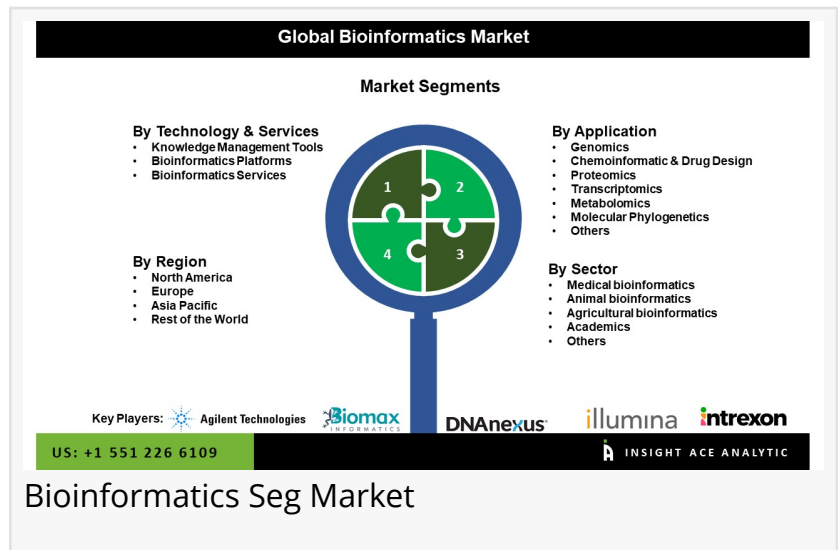 Global Bioinformatics Market
Market Segments
By Technology & Services
• Knowledge Management Tools
• Bioinformatics Platforms
• Bioinformatics Services
By Region
• North America
• Europe
• Asia Pacific
• Rest of the World
1
2
4
3
By Application
• Genomics
• Chemoinformatic & Drug Design
• Proteomics
• Transcriptomics
• Metabolomics
• Molecular Phylogenetics
• Others
By Sector
• Medical bioinformatics
• Animal bioinformatics
• Agricultural bioinformatics
• Academics
• Others
Key Players: Agilent Technologies
Biomax
INFORMATICS
DNAnexus
illumina
intrexon
US: +1 551 226 6109
INSIGHT ACE ANALYTIC
Bioinformatics Seg Market